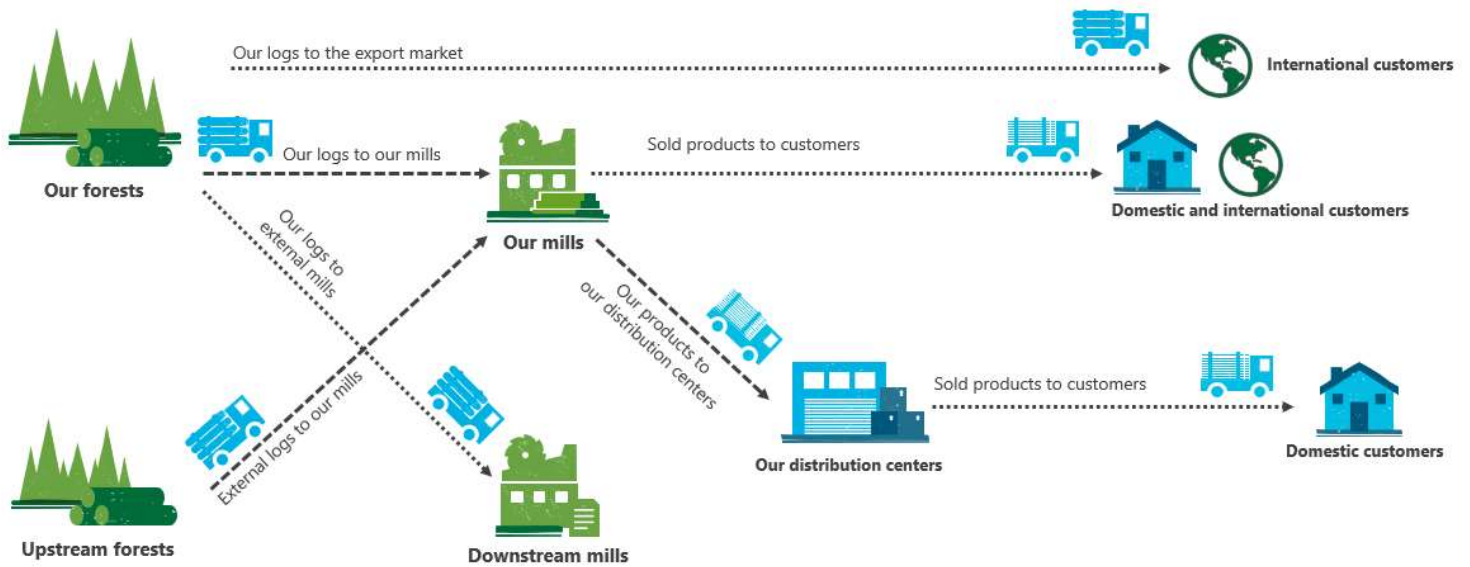 Our logs to the export market
International customers
Our logs to our mills
Sold products to customers
Our forests
Domestic and international customers
Our logs to
external mills
Our mills
Our products to
our distribution centers
External logs to our mills
Sold products to customers
Our distribution centers
Domestic customers
Upstream forests
Downstream mills